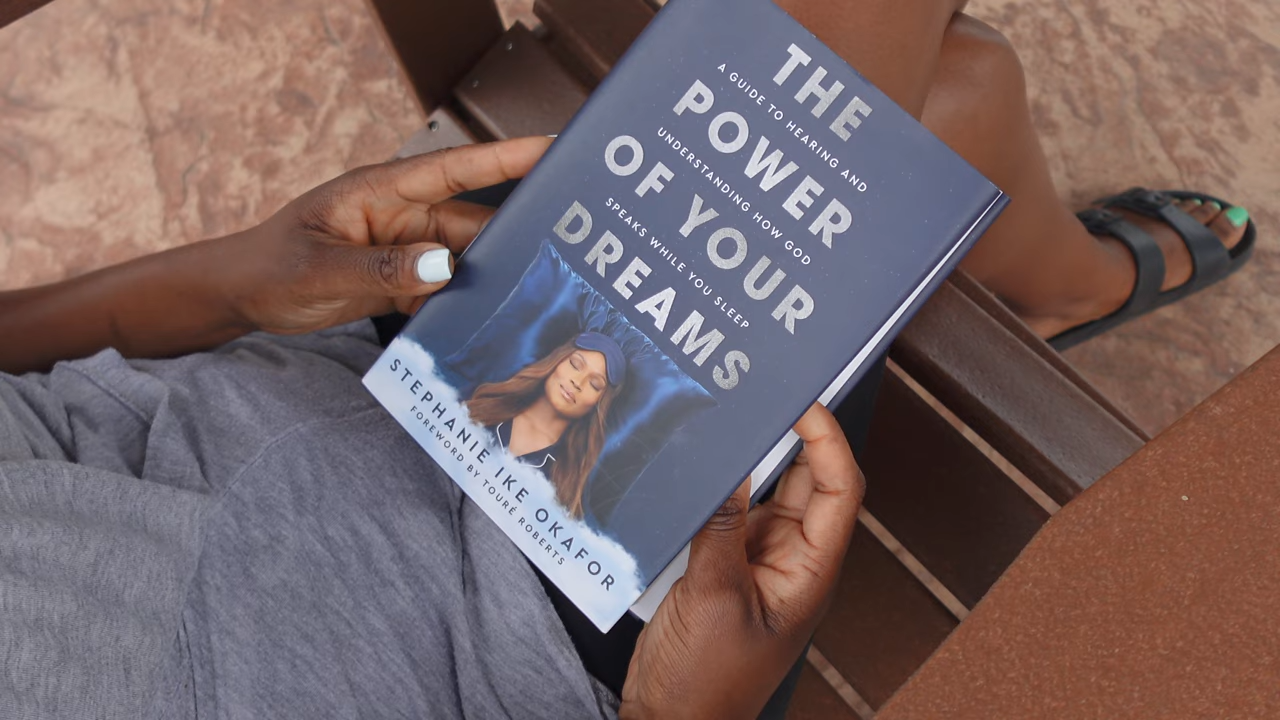 THE
A GUIDE TO HEARING AND
POWER
UNDERSTANDING HOW GOD
OF YOUR
SPEAKS WHILE YOU SLEEP
DREAMS
STEPHANIE IKE OKAFOR
FOREWORD BY TOURÉ ROBERTS